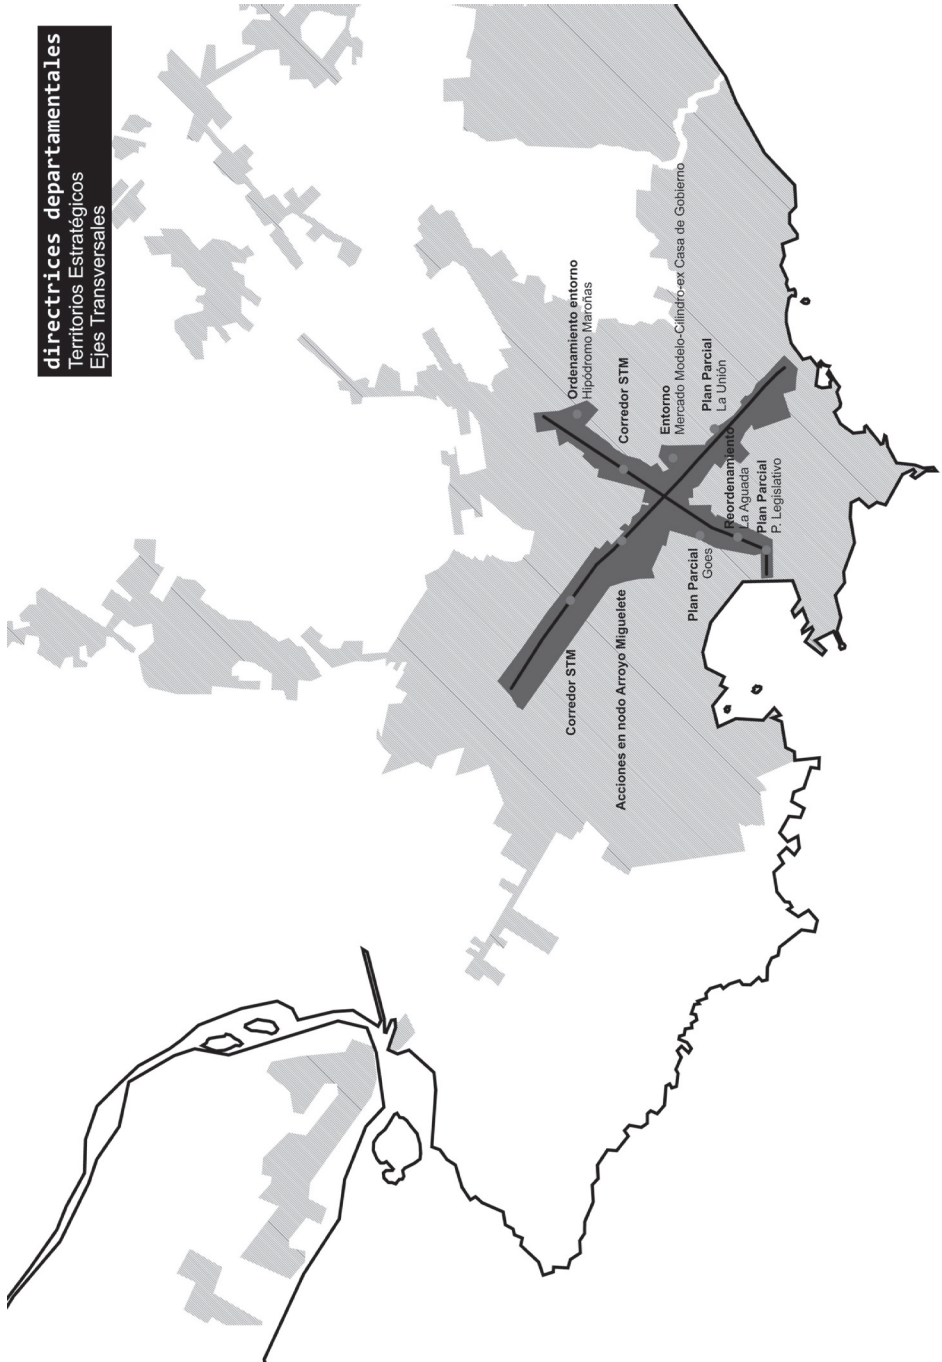 directrices departamentales
Territorios Estratégicos
Ejes Transversales
Corredor STM
Acciones en nodo Arroyo Miguelete
Ordenamiento entorno
Hipódromo Maroñas
Corredor STM
Entorno
Mercado Modelo-Cilindro-ex Casa de Gobierno
Plan Parcial
La Unión
Plan Parcial
Goes
Reordenamiento
La Aguada
Plan Parcial
P. Legislativo